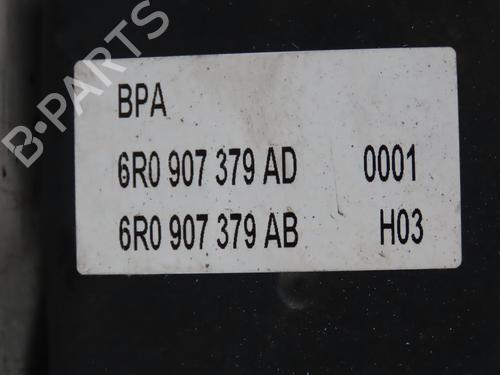 B-PARTS
BPA
6R0 907 379 AD 0001
6R0 907 379 AB H03